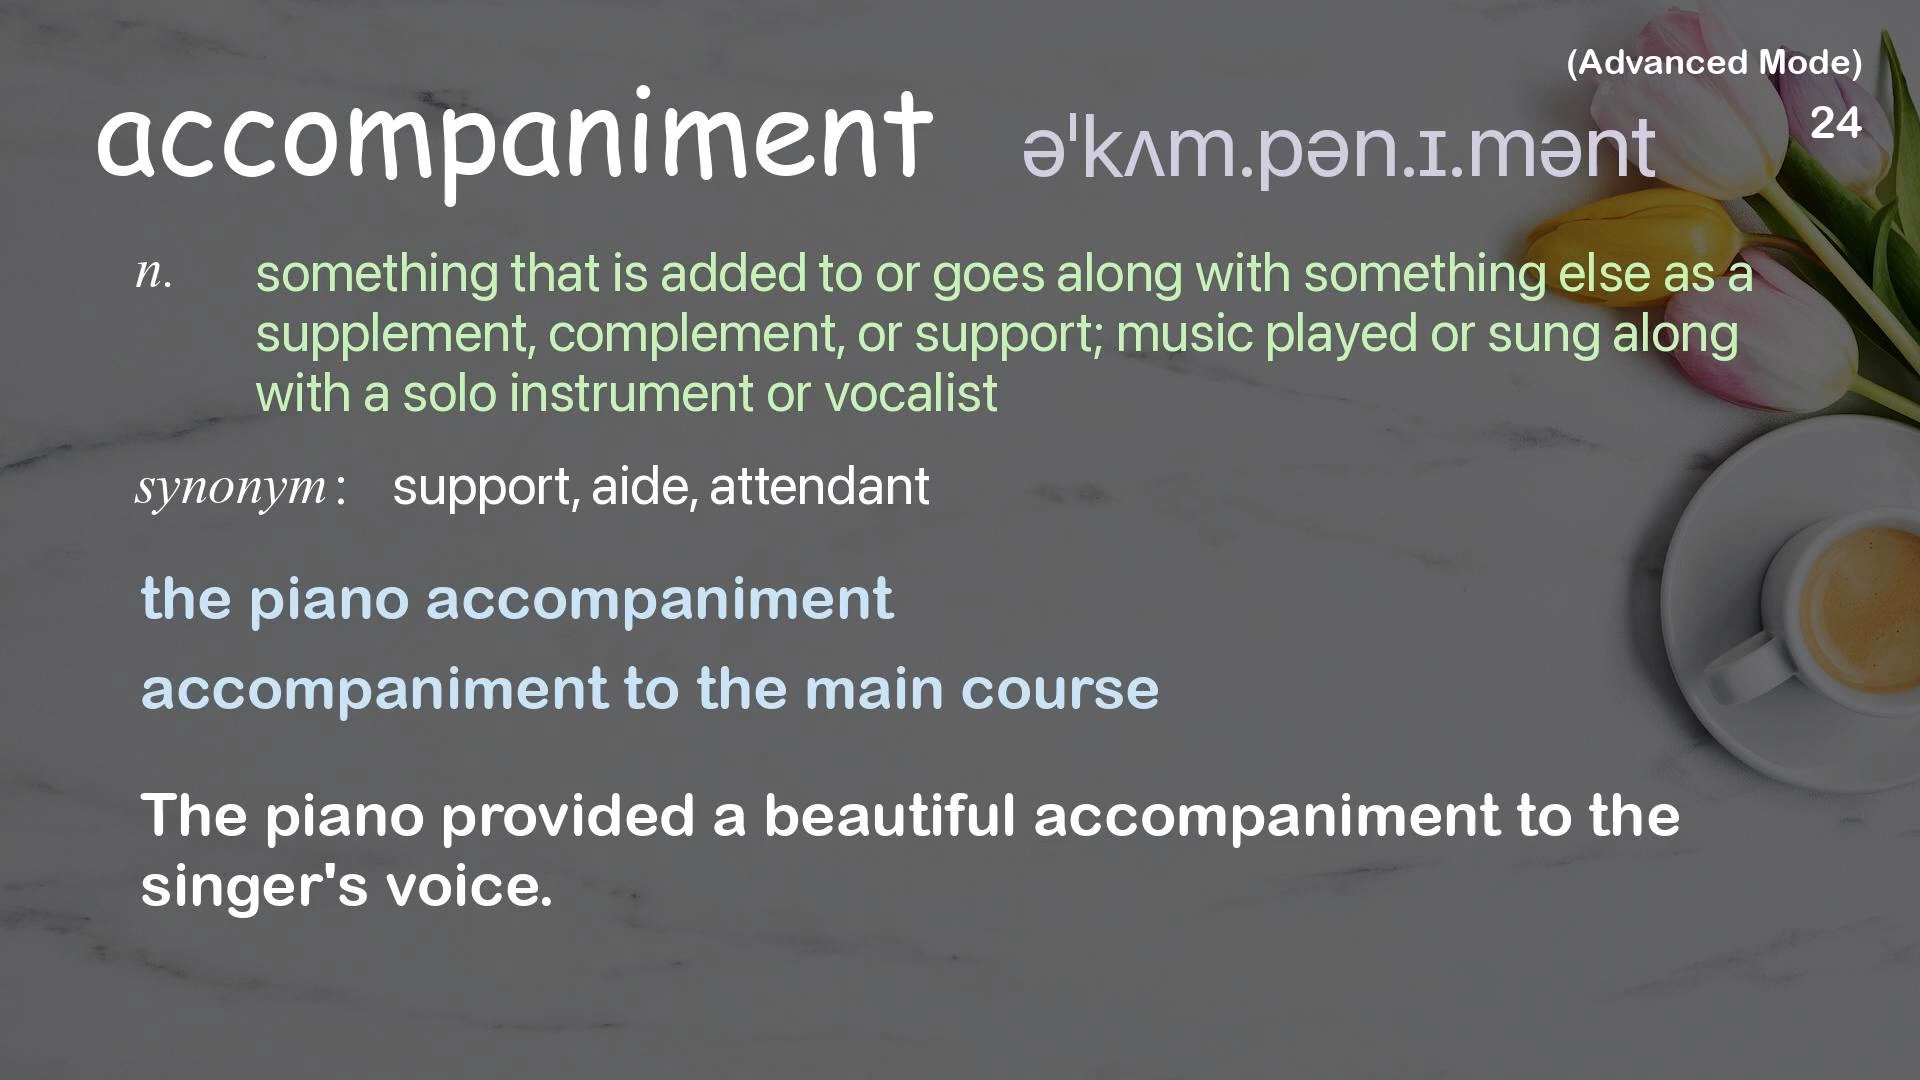 (Advanced Mode)
accompaniment əˈkʌm.pən.ɪ.mənt 24
n. something that is added to or goes along with something else as a
supplement, complement, or support; music played or sung along
with a solo instrument or vocalist
synonym: support, aide, attendant
the piano accompaniment
accompaniment to the main course
The piano provided a beautiful accompaniment to the
singer's voice.